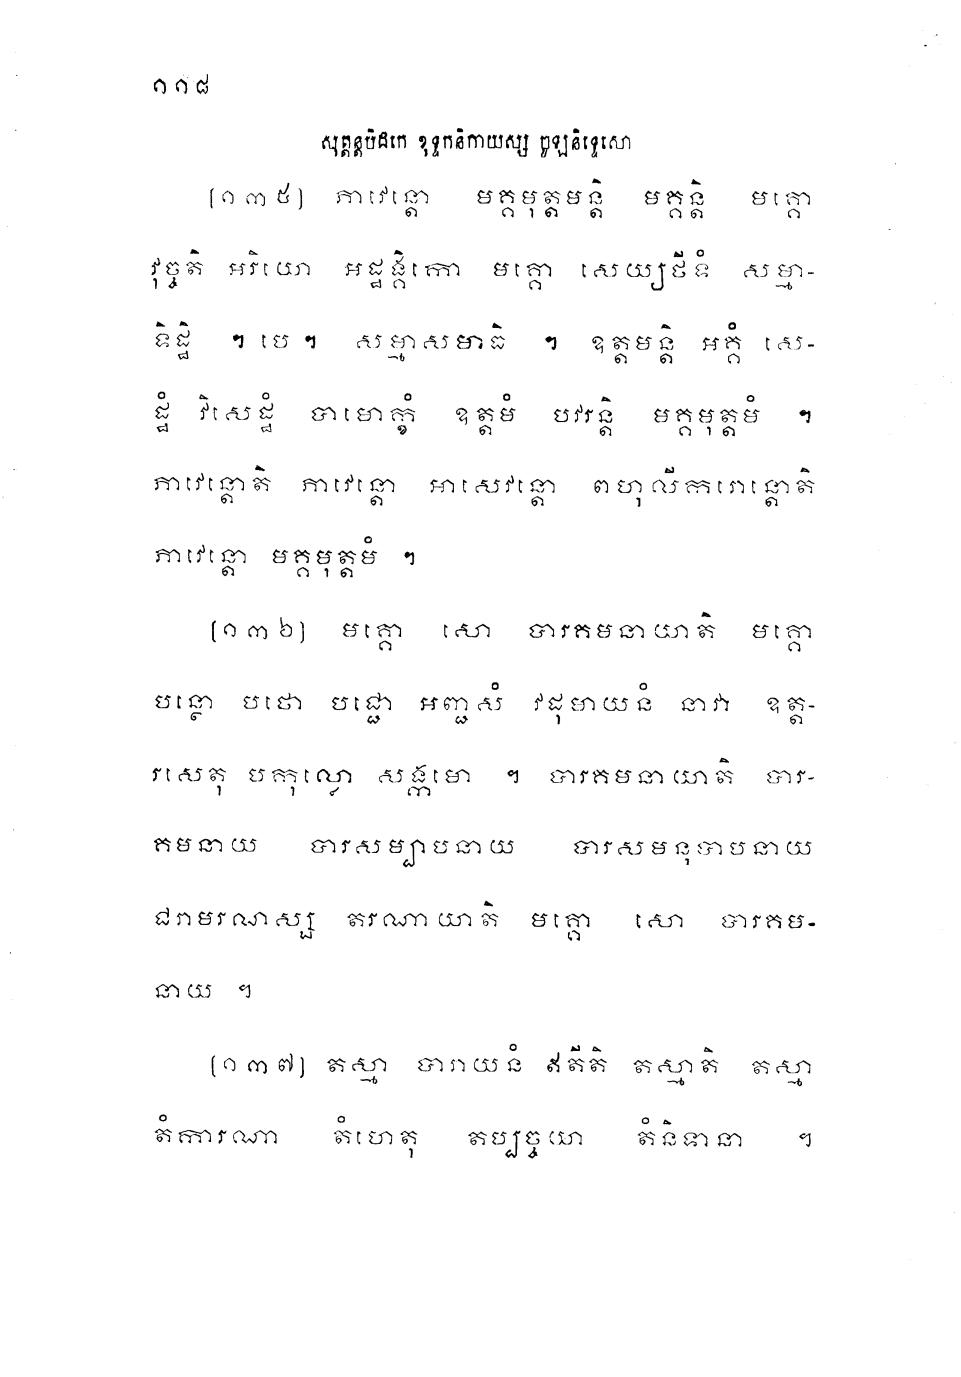 ១១៨
សុត្តន្តបិដកេ ខុទ្ទកនិកាយស្ស ចូឡនិទ្ទេសោ
[១៣៥] ភាវេន្តោ មគ្គមុត្តមន្តិ មគ្គន្តិ មគ្គោ
វុច្ចតិ អរិយោ អដ្ឋង្គិកោ មគ្គោ សេយ្យថីទំ សម្មា-
ទិដ្ឋិ ។ បេ ។ សម្មាសមាធិ ។ ឧត្តមន្តិ អគ្គំ សេ-
ដ្ឋំ វិសេដ្ឋំ បាមោក្ខំ ឧត្តមំ បវរន្តិ មគ្គមុត្តមំ ។
ភាវេន្តោតិ ភាវេន្តោ អាសេវន្តោ ពហុលីករោន្តោតិ
ភាវេន្តោ មគ្គមុត្តមំ ។
[១៣៦] មគ្គោ សោ បារគមនាយាតិ មគ្គោ
បន្ថោ បថោ បជ្ជោ អញ្ជសំ វដុមាយនំ នាវា ឧត្ត-
រសេតុ បកុល្លោ សង្កមោ ។ បារគមនាយាតិ បារ-
គមនាយ បារសម្បាបនាយ បារសមនុបាបនាយ
ជរាមរណស្ស តរណាយាតិ មគ្គោ សោ បារគម-
នាយ ។
[១៣៧] តស្មា បារាយនំ ឥតីតិ តស្មាតិ តស្មា
តំការណា តំហេតុ តប្បច្ចយា តំនិទានា ។